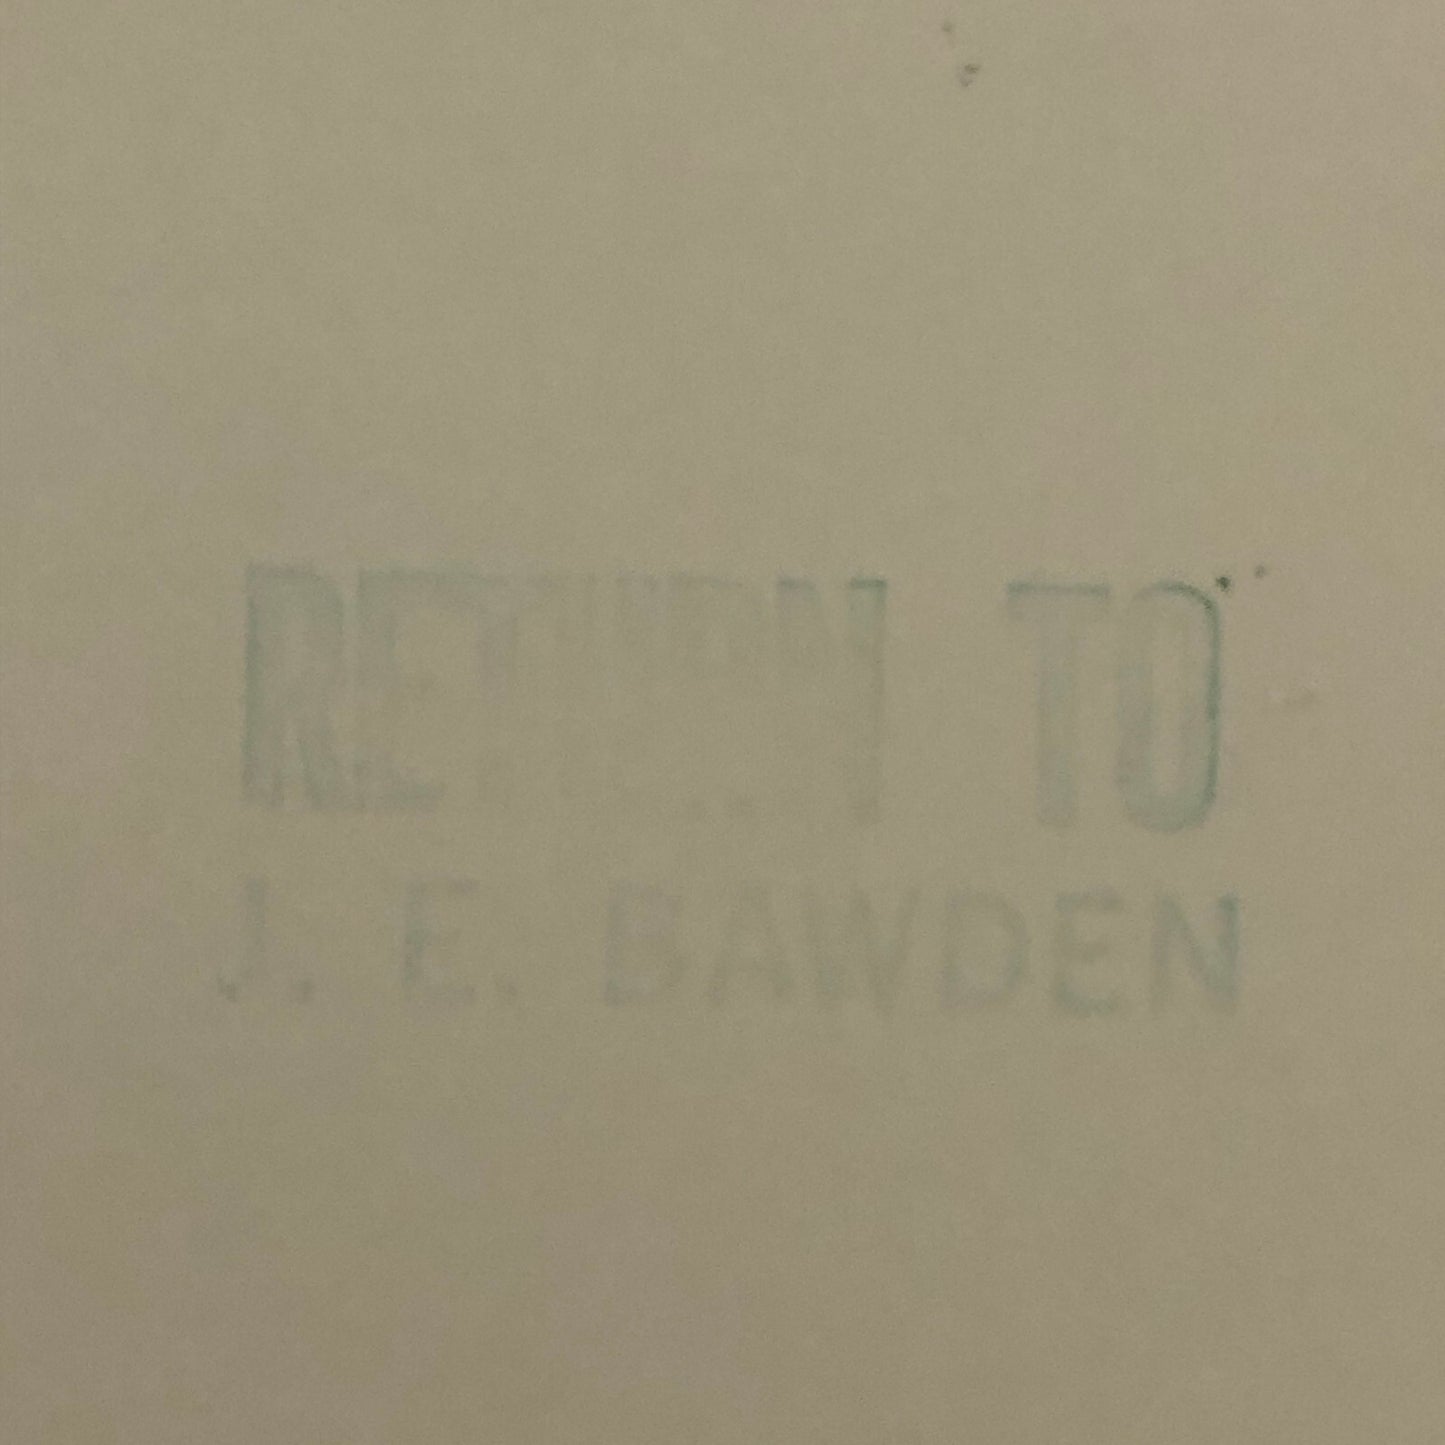 RETURN TO
J. E. BAWDEN